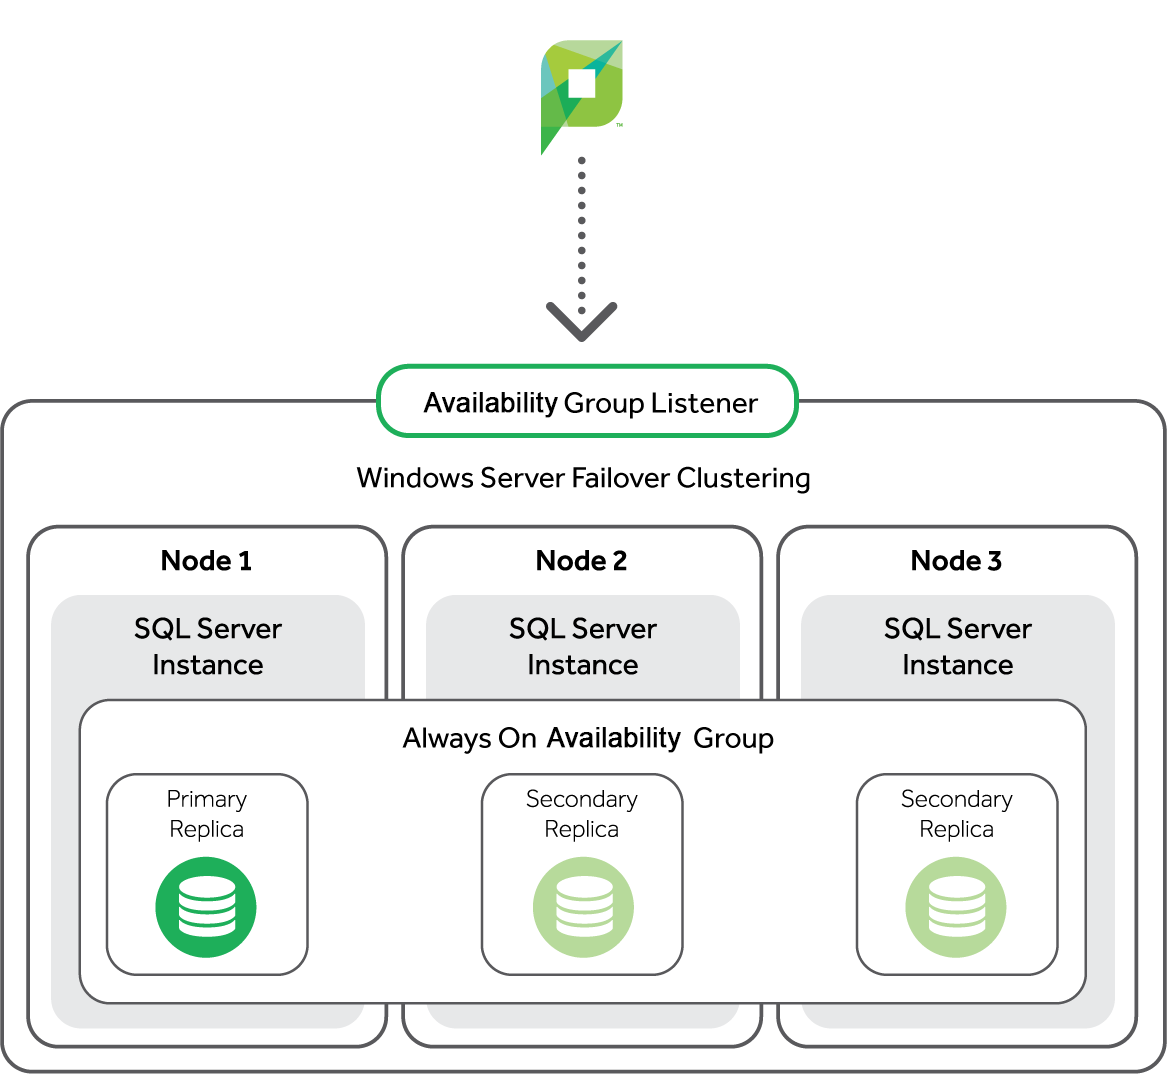 TM
Availability Group Listener
Windows Server Failover Clustering
Node 1
SQL Server
Instance
Node 2
SQL Server
Instance
Node 3
SQL Server
Instance
Always On Availability Group
Primary
Replica
Secondary
Replica
Secondary
Replica